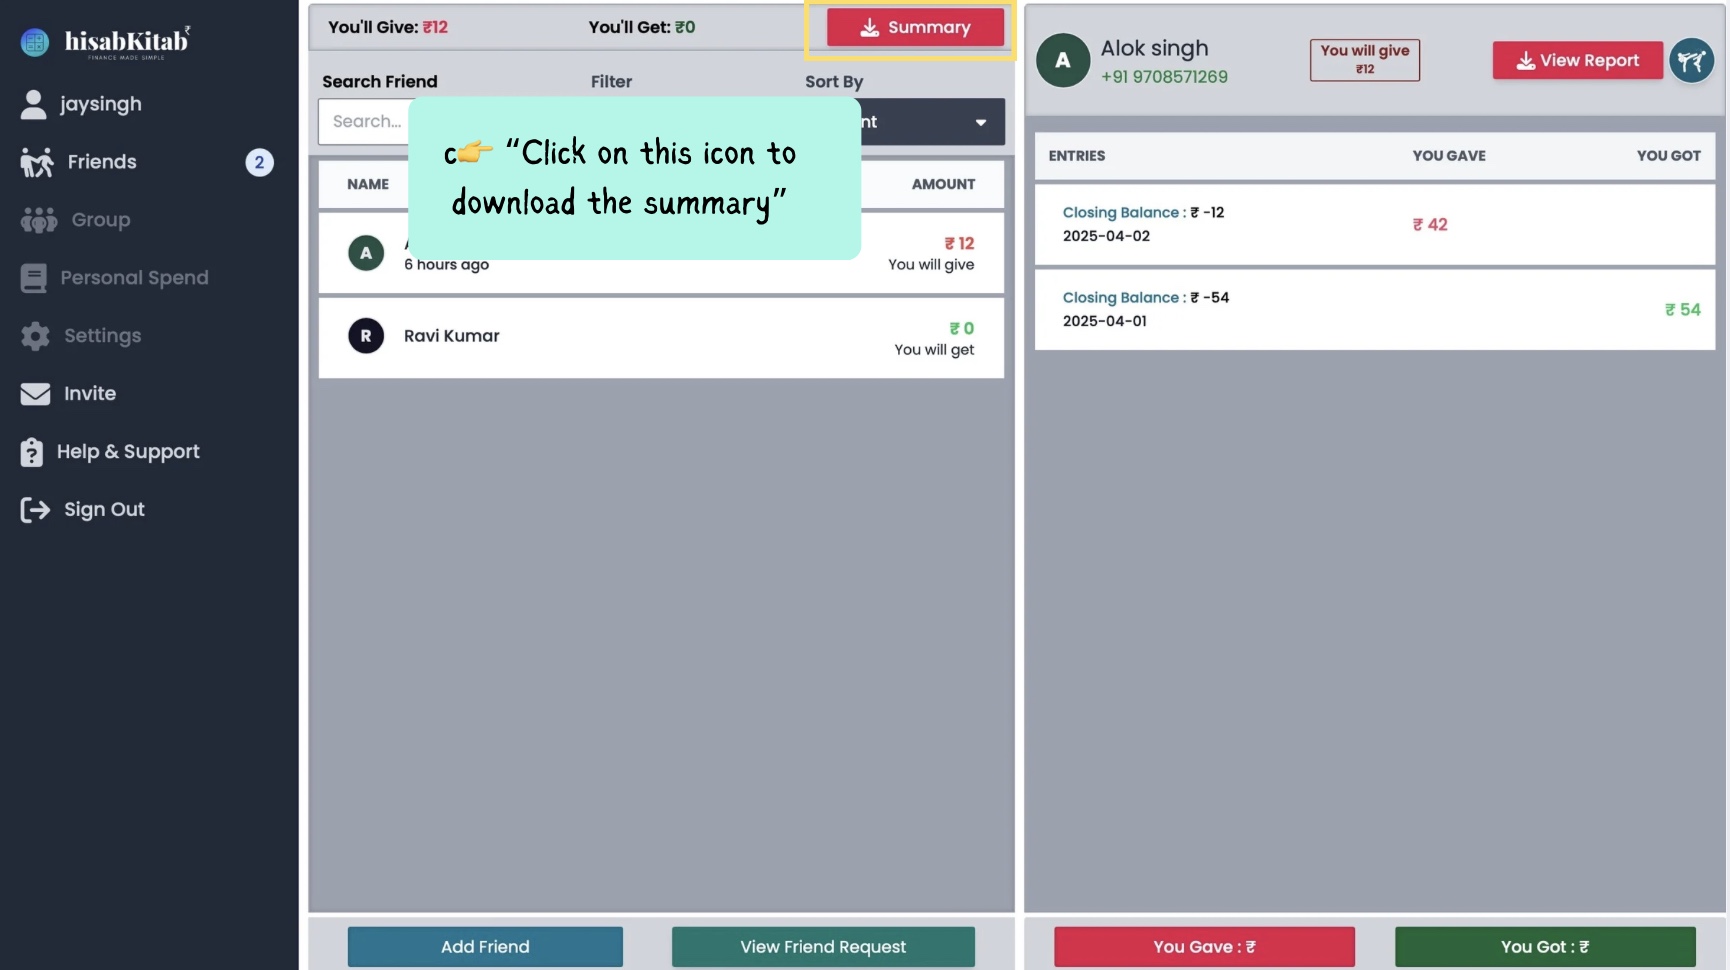 hisabKitab₹
FINANCE MADE SIMPLE
jaysingh
Friends 2
Group
Personal Spend
Settings
Invite
Help & Support
Sign Out
You'll Give: ₹12 You'll Get: ₹0 Summary
Search Friend Filter Sort By
Search...
c👉 “Click on this icon to
download the summary”
NAME AMOUNT
A ₹ 12
6 hours ago You will give
R Ravi Kumar ₹ 0
You will get
Add Friend View Friend Request
A Alok singh
+91 9708571269
You will give
₹12
View Report
ENTRIES YOU GAVE YOU GOT
Closing Balance : ₹ -12
2025-04-02
₹ 42
Closing Balance : ₹ -54
2025-04-01
₹ 54
You Gave : ₹ You Got : ₹